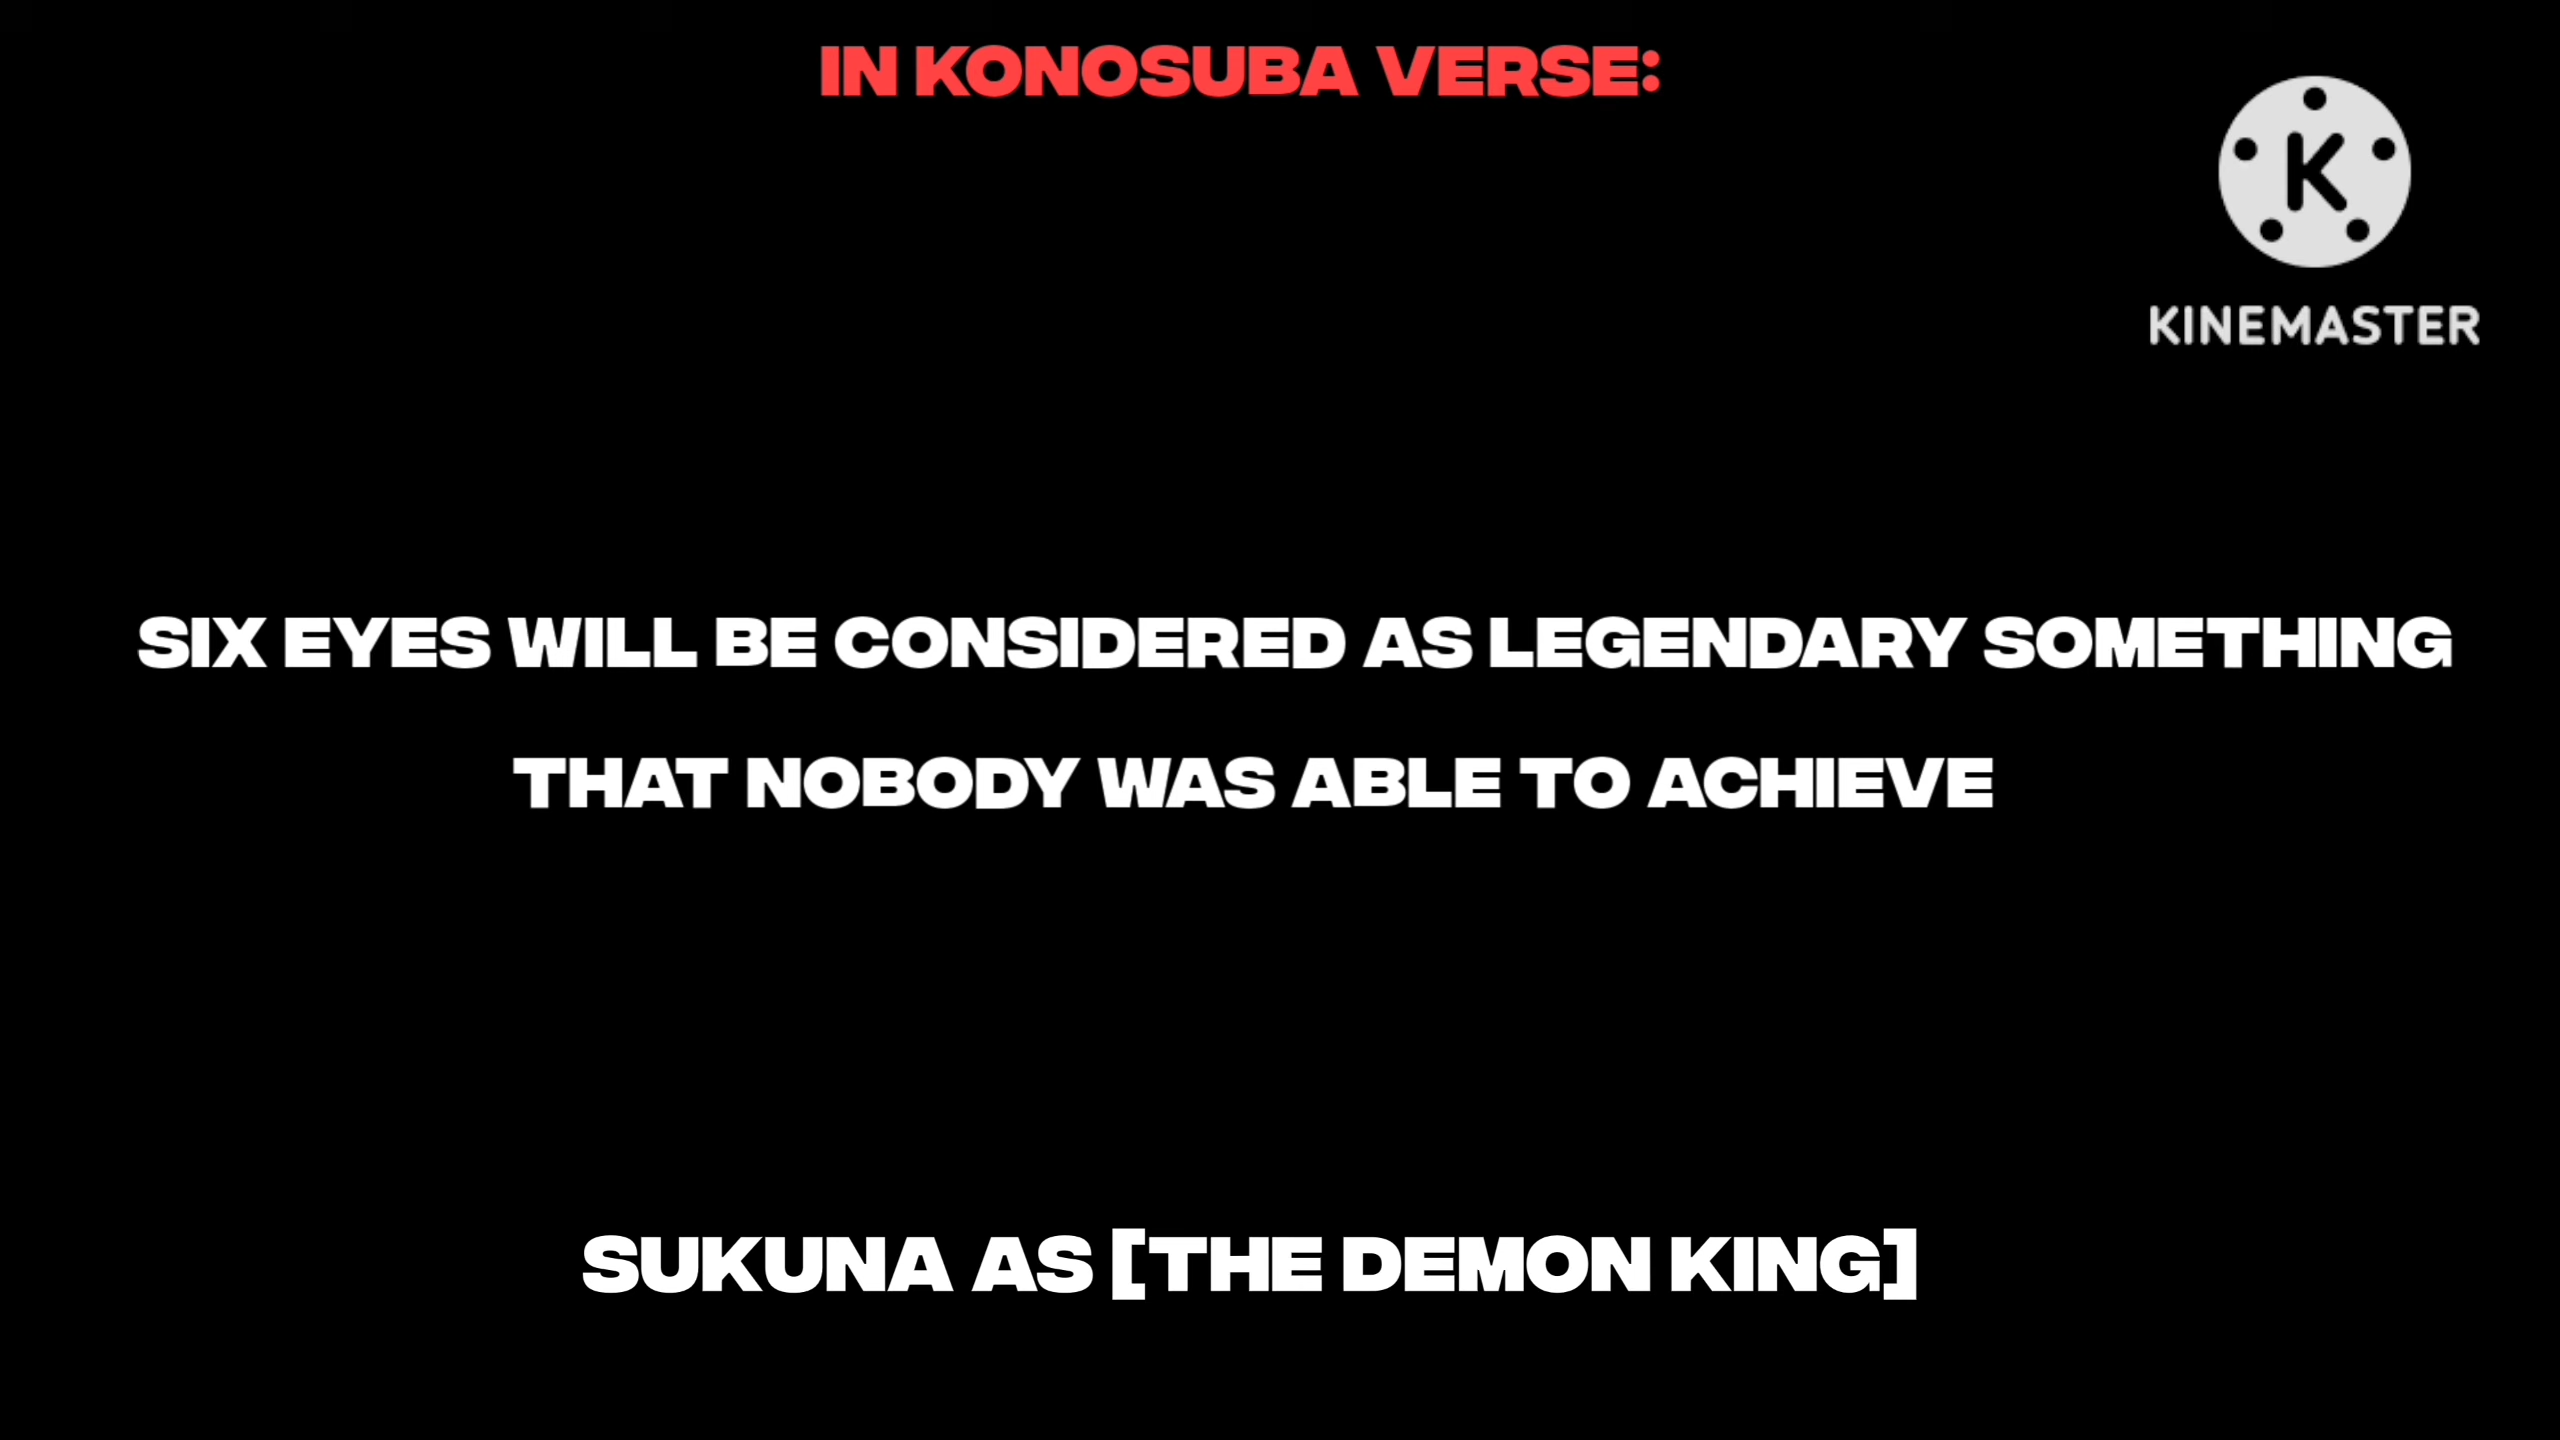 IN KONOSUBA VERSE:
K
KINEMASTER
SIX EYES WILL BE CONSIDERED AS LEGENDARY SOMETHING
THAT NOBODY WAS ABLE TO ACHIEVE
SUKUNA AS [THE DEMON KING]